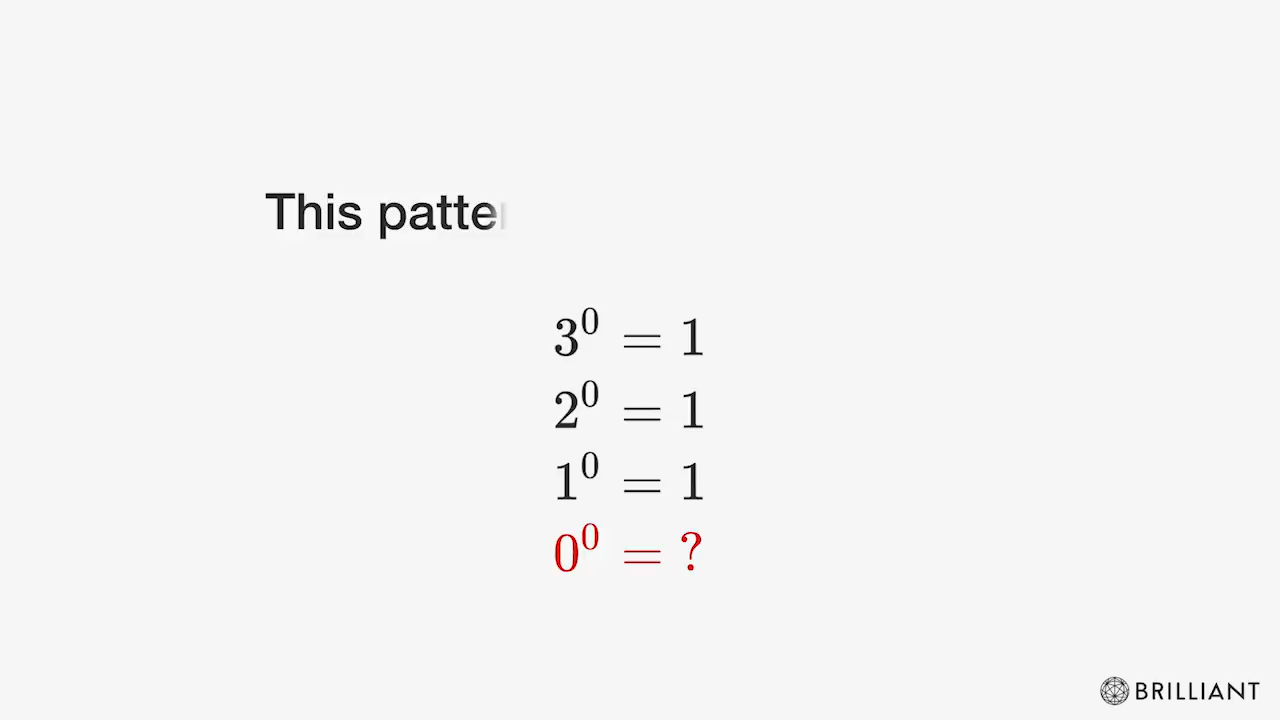 This patte
3⁰ = 1
2⁰ = 1
1⁰ = 1
0⁰ = ?
BRILLIANT